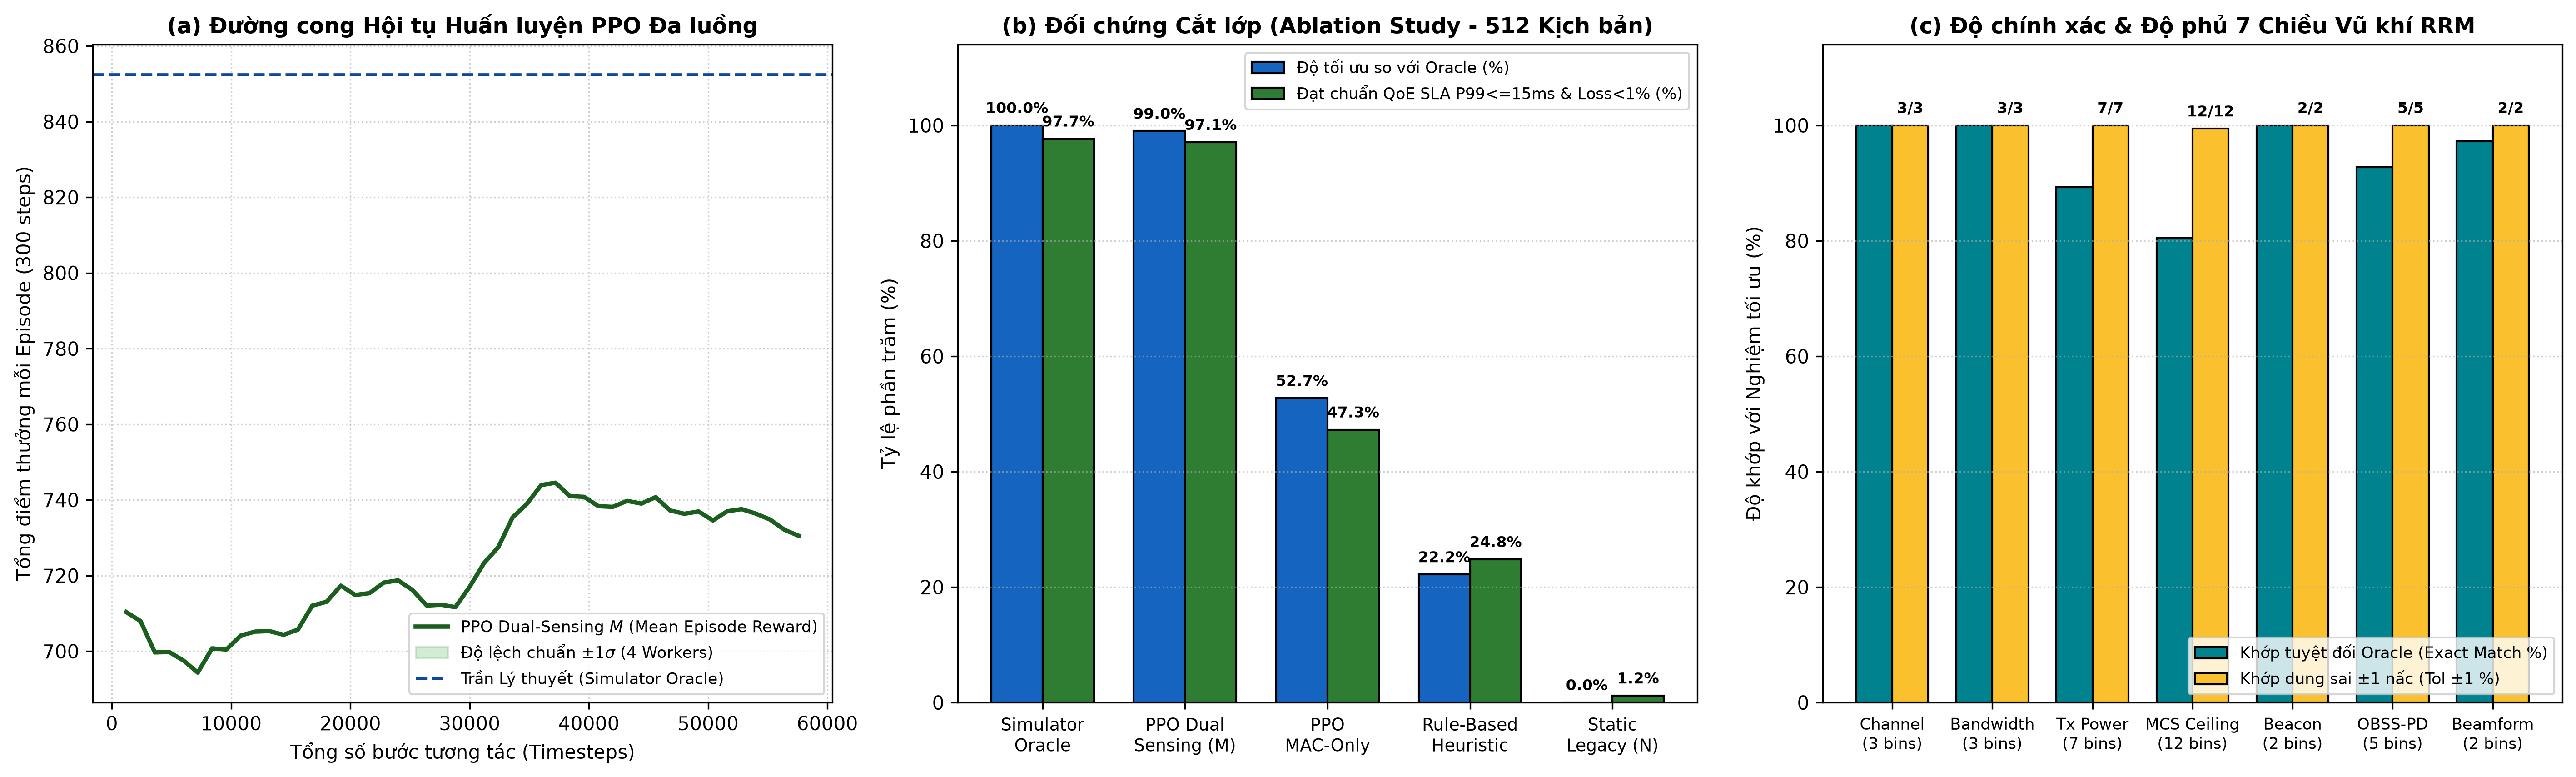 (a) Đường cong Hội tụ Huấn luyện PPO Đa luồng
860
840
820
800
780
760
740
720
700
Tổng điểm thưởng mỗi Episode (300 steps)
PPO Dual-Sensing M (Mean Episode Reward)
Độ lệch chuẩn ±1σ (4 Workers)
Trần Lý thuyết (Simulator Oracle)
0 10000 20000 30000 40000 50000 60000
Tổng số bước tương tác (Timesteps)
(b) Đối chứng Cắt lớp (Ablation Study - 512 Kịch bản)
Độ tối ưu so với Oracle (%)
Đạt chuẩn QoE SLA P99<=15ms & Loss<1% (%)
100
80
60
40
20
0
Tỷ lệ phần trăm (%)
100.0% 97.7% 99.0% 97.1% 52.7% 47.3% 22.2% 24.8% 0.0% 1.2%
Simulator
Oracle
PPO Dual
Sensing (M)
PPO
MAC-Only
Rule-Based
Heuristic
Static
Legacy (N)
(c) Độ chính xác & Độ phủ 7 Chiều Vũ khí RRM
100
80
60
40
20
0
Độ khớp với Nghiệm tối ưu (%)
3/3 3/3 7/7 12/12 2/2 5/5 2/2
Khớp tuyệt đối Oracle (Exact Match %)
Khớp dung sai ±1 nấc (Tol ±1 %)
Channel
(3 bins)
Bandwidth
(3 bins)
Tx Power
(7 bins)
MCS Ceiling
(12 bins)
Beacon
(2 bins)
OBSS-PD
(5 bins)
Beamform
(2 bins)